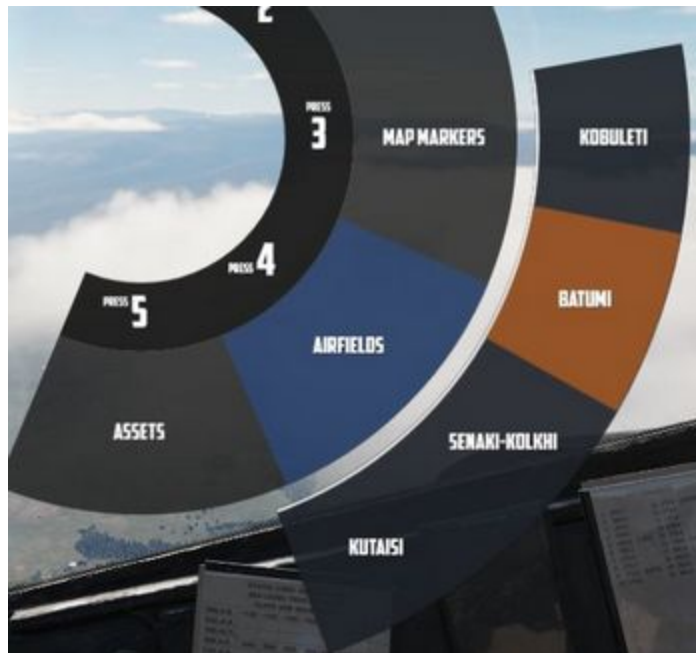 2
PRESS
3
MAP MARKERS
KOBULETI
PRESS 4
BATUMI
PRESS 5
AIRFIELDS
ASSETS
SENAKI-KOLKHI
KUTAISI